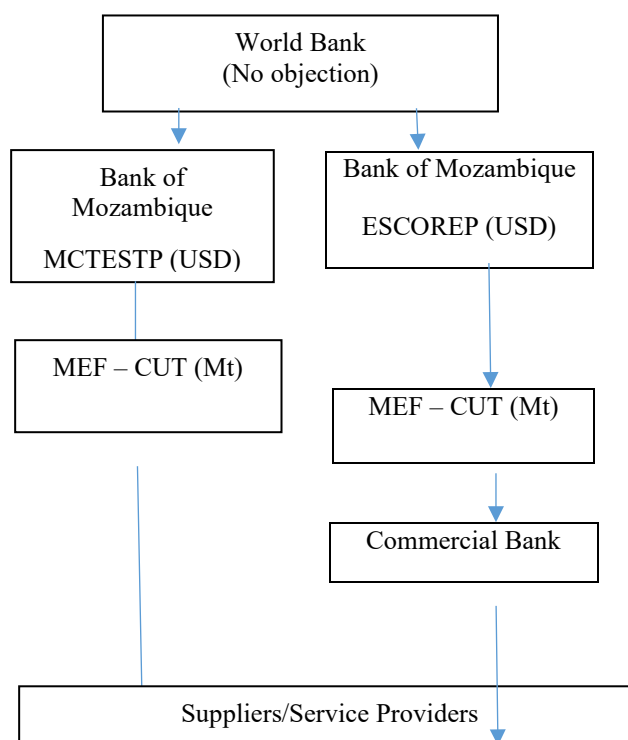 World Bank
(No objection)
Bank of
Mozambique
MCTESTP (USD)
Bank of Mozambique
ESCOREP (USD)
MEF – CUT (Mt)
MEF – CUT (Mt)
Commercial Bank
Suppliers/Service Providers